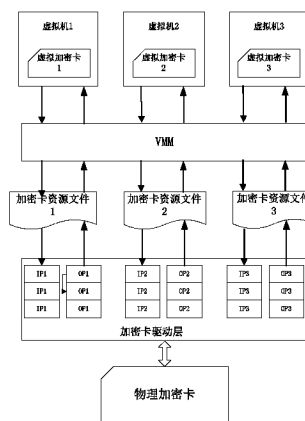 虚拟机1
虚拟机2
虚拟机3
虚拟加密卡
1
虚拟加密卡
2
虚拟加密卡
3
VMM
加密卡资源文件
1
加密卡资源文件
2
加密卡资源文件
3
IP1
OP1
IP2
OP2
IP3
OP3
IP1
OP1
IP2
OP2
IP3
OP3
IP1
OP1
IP2
OP2
IP3
OP3
加密卡驱动层
物理加密卡